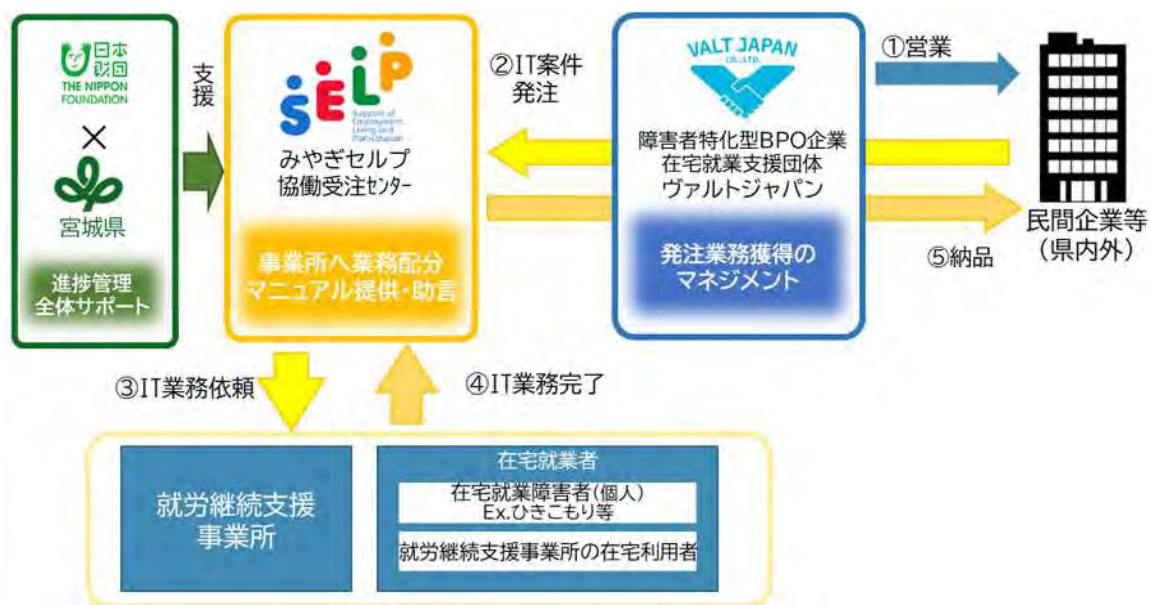 日本
財団
THE NIPPON
FOUNDATION
×
宮城県
進捗管理
全体サポート
支援
SELP
Support of
Employment,
Living and
Participation
みやぎセルプ
協働受注センター
事業所へ業務配分
マニュアル提供・助言
②IT案件
発注
VALT JAPAN
CO., LTD.
障害者特化型BPO企業
在宅就業支援団体
ヴァルトジャパン
発注業務獲得の
マネジメント
①営業
民間企業等
（県内外）
⑤納品
③IT業務依頼
④IT業務完了
就労継続支援
事業所
在宅就業者
在宅就業障害者(個人)
Ex.ひきこもり等
就労継続支援事業所の在宅利用者